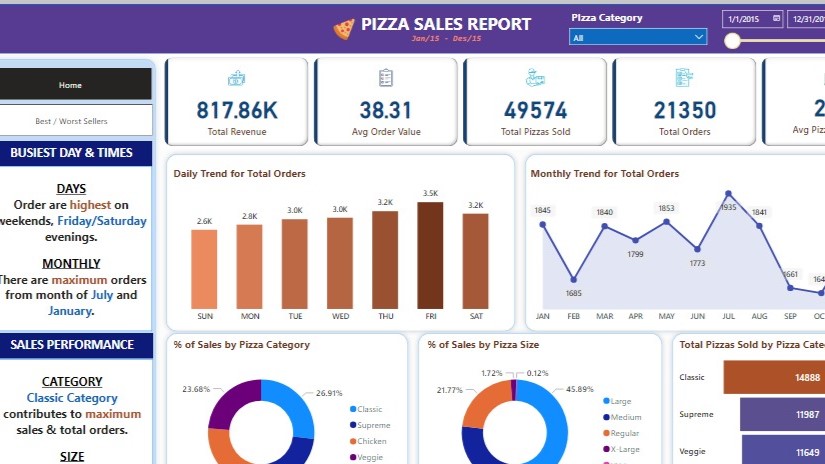 PIZZA SALES REPORT
Jan/15 - Des/15
Pizza Category
All
1/1/2015
12/31/201
Home
Best / Worst Sellers
817.86K
Total Revenue
38.31
Avg Order Value
49574
Total Pizzas Sold
21350
Total Orders
2
Avg Piz
BUSIEST DAY & TIMES
DAYS
Order are highest on
weekends, Friday/Saturday
evenings.
MONTHLY
There are maximum orders
from month of July and
January.
SALES PERFORMANCE
CATEGORY
Classic Category
contributes to maximum
sales & total orders.
SIZE
Daily Trend for Total Orders
2.6K
2.8K
3.0K
3.0K
3.2K
3.5K
3.2K
SUN MON TUE WED THU FRI SAT
Monthly Trend for Total Orders
1845
1685
1840
1799
1853
1773
1935
1841
1661
164
JAN FEB MAR APR MAY JUN JUL AUG SEP OC
% of Sales by Pizza Category
23.68%
26.91%
Classic
Supreme
Chicken
Veggie
% of Sales by Pizza Size
1.72%
0.12%
21.77%
45.89%
Large
Medium
Regular
X-Large
Total Pizzas Sold by Pizza Cate
Classic 14888
Supreme 11987
Veggie 11649